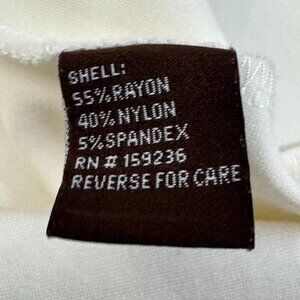 SHELL:
55%RAYON
40%NYLON
5%SPANDEX
RN# 159236
REVERSE FOR CARE